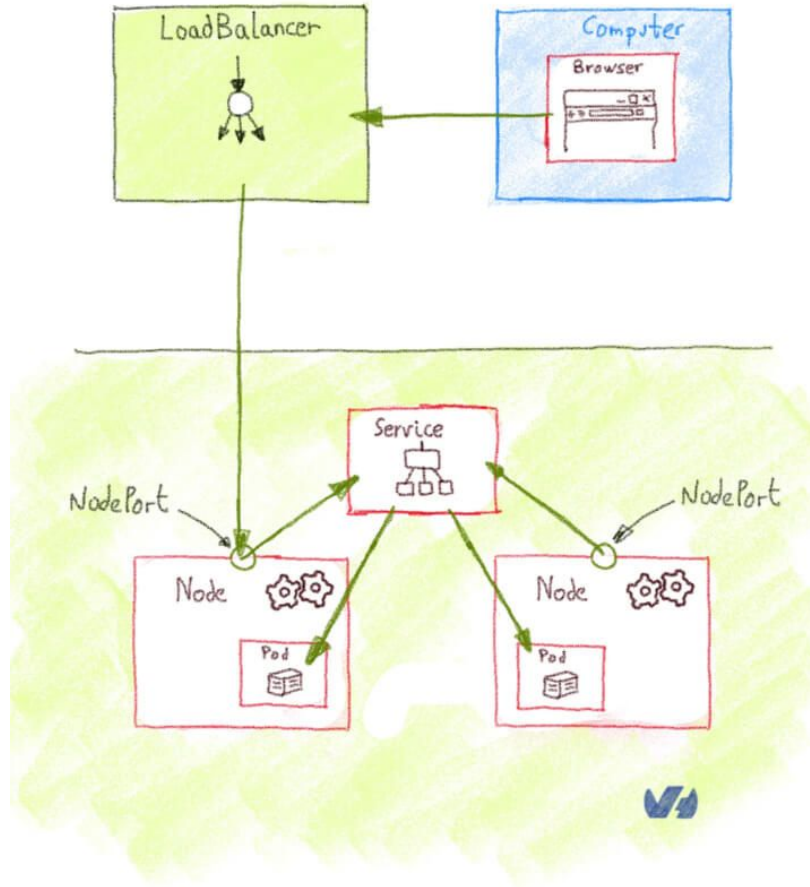 LoadBalancer
Computer
Browser
Service
NodePort
NodePort
Node
Node
Pod
Pod